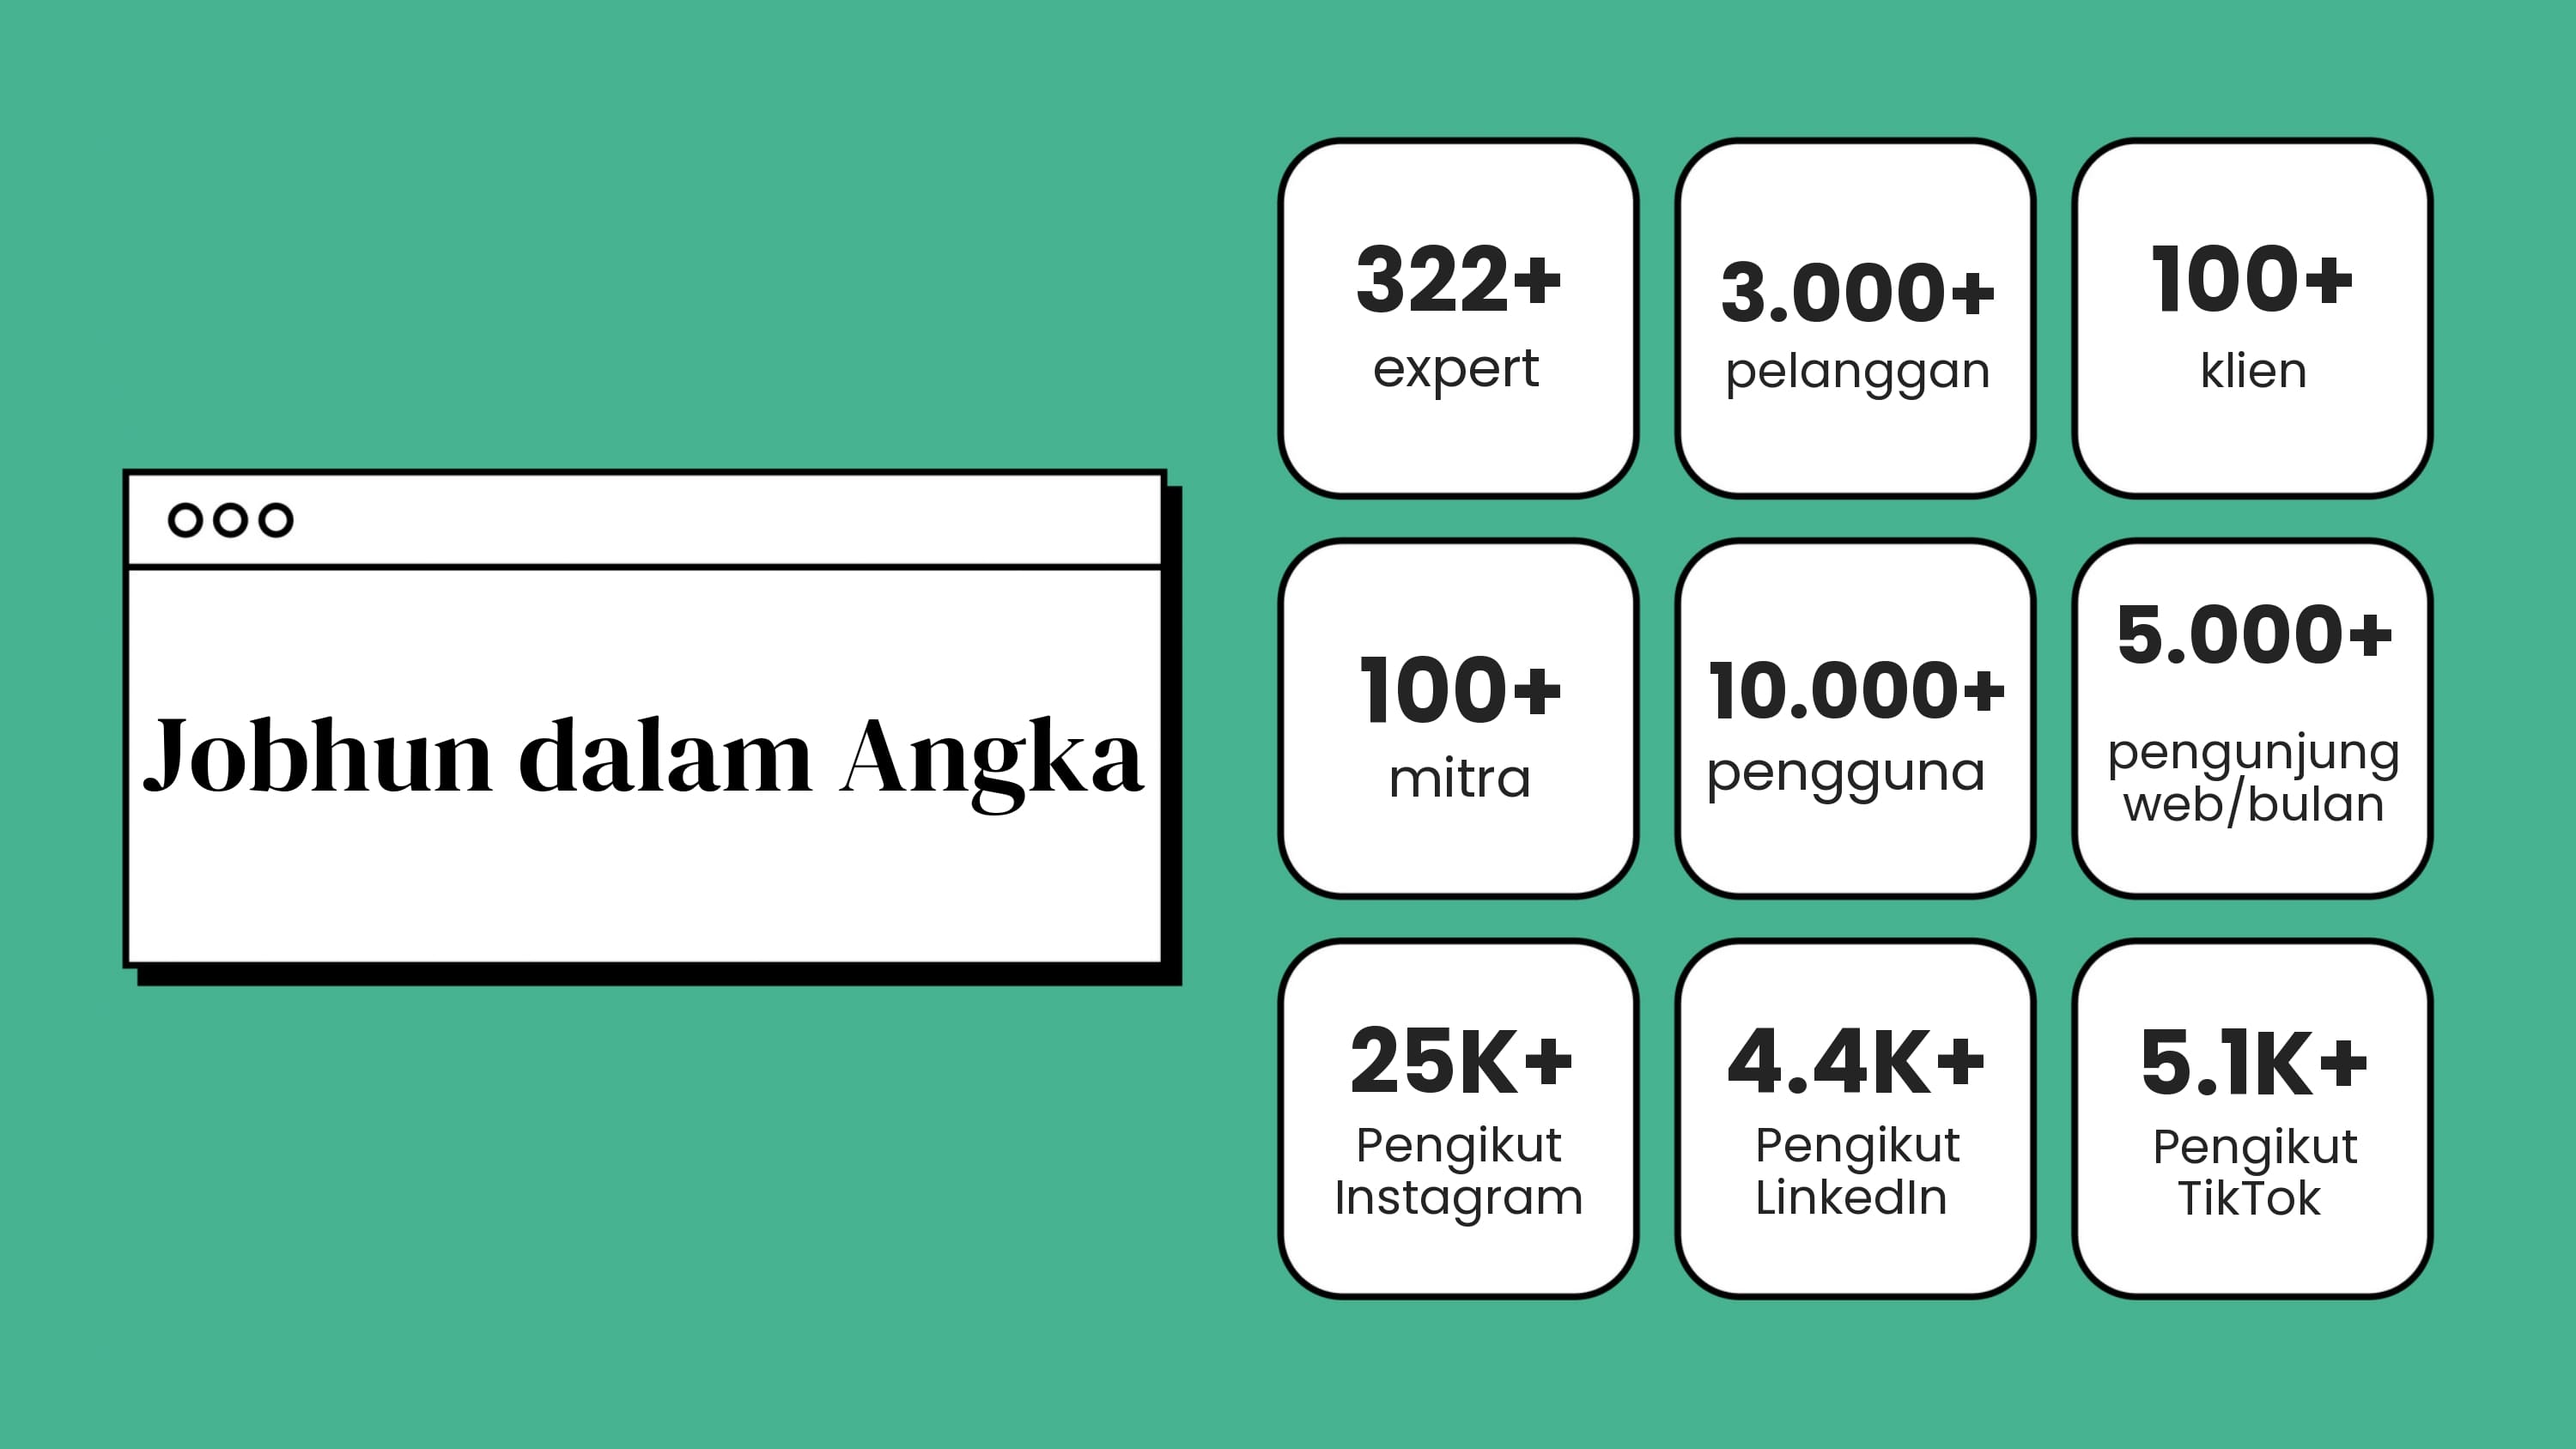 Jobhun dalam Angka
322+
expert
3.000+
pelanggan
100+
klien
100+
mitra
10.000+
pengguna
5.000+
pengunjung
web/bulan
25K+
Pengikut
Instagram
4.4K+
Pengikut
LinkedIn
5.1K+
Pengikut
TikTok